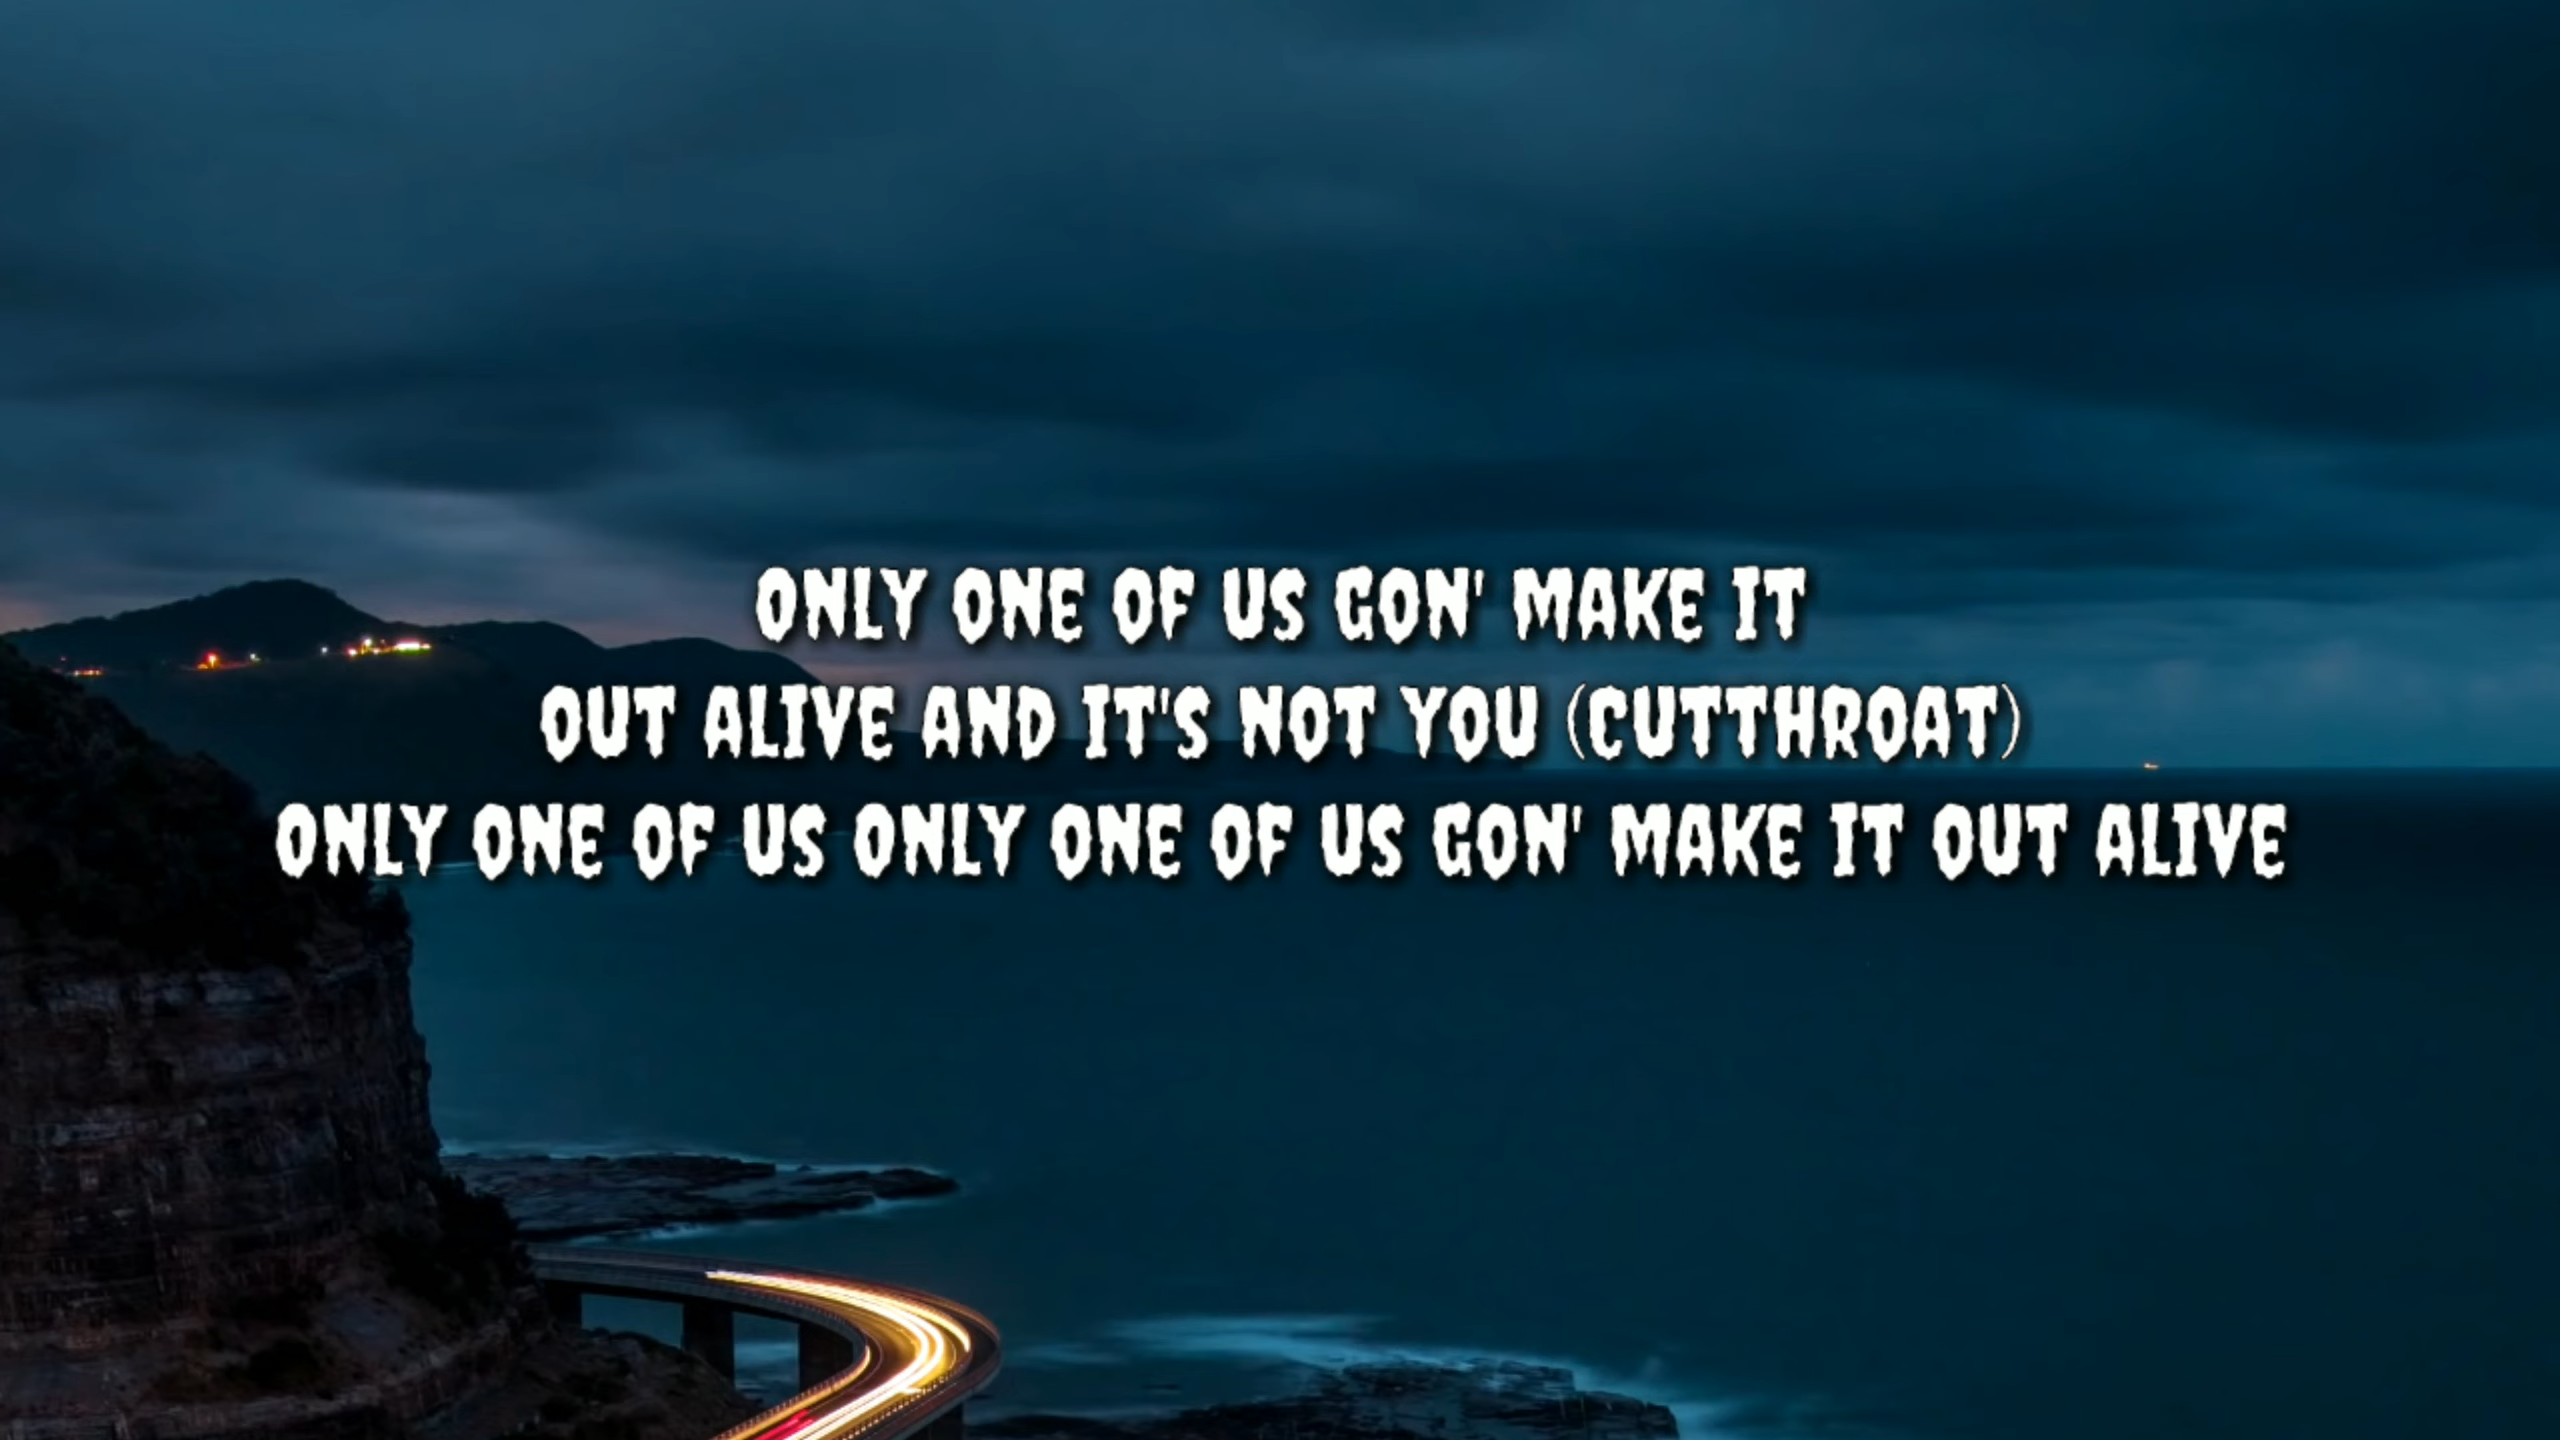 ONLY ONE OF US GON' MAKE IT
OUT ALIVE AND IT'S NOT YOU (CUTTHROAT)
ONLY ONE OF US ONLY ONE OF US GON' MAKE IT OUT ALIVE